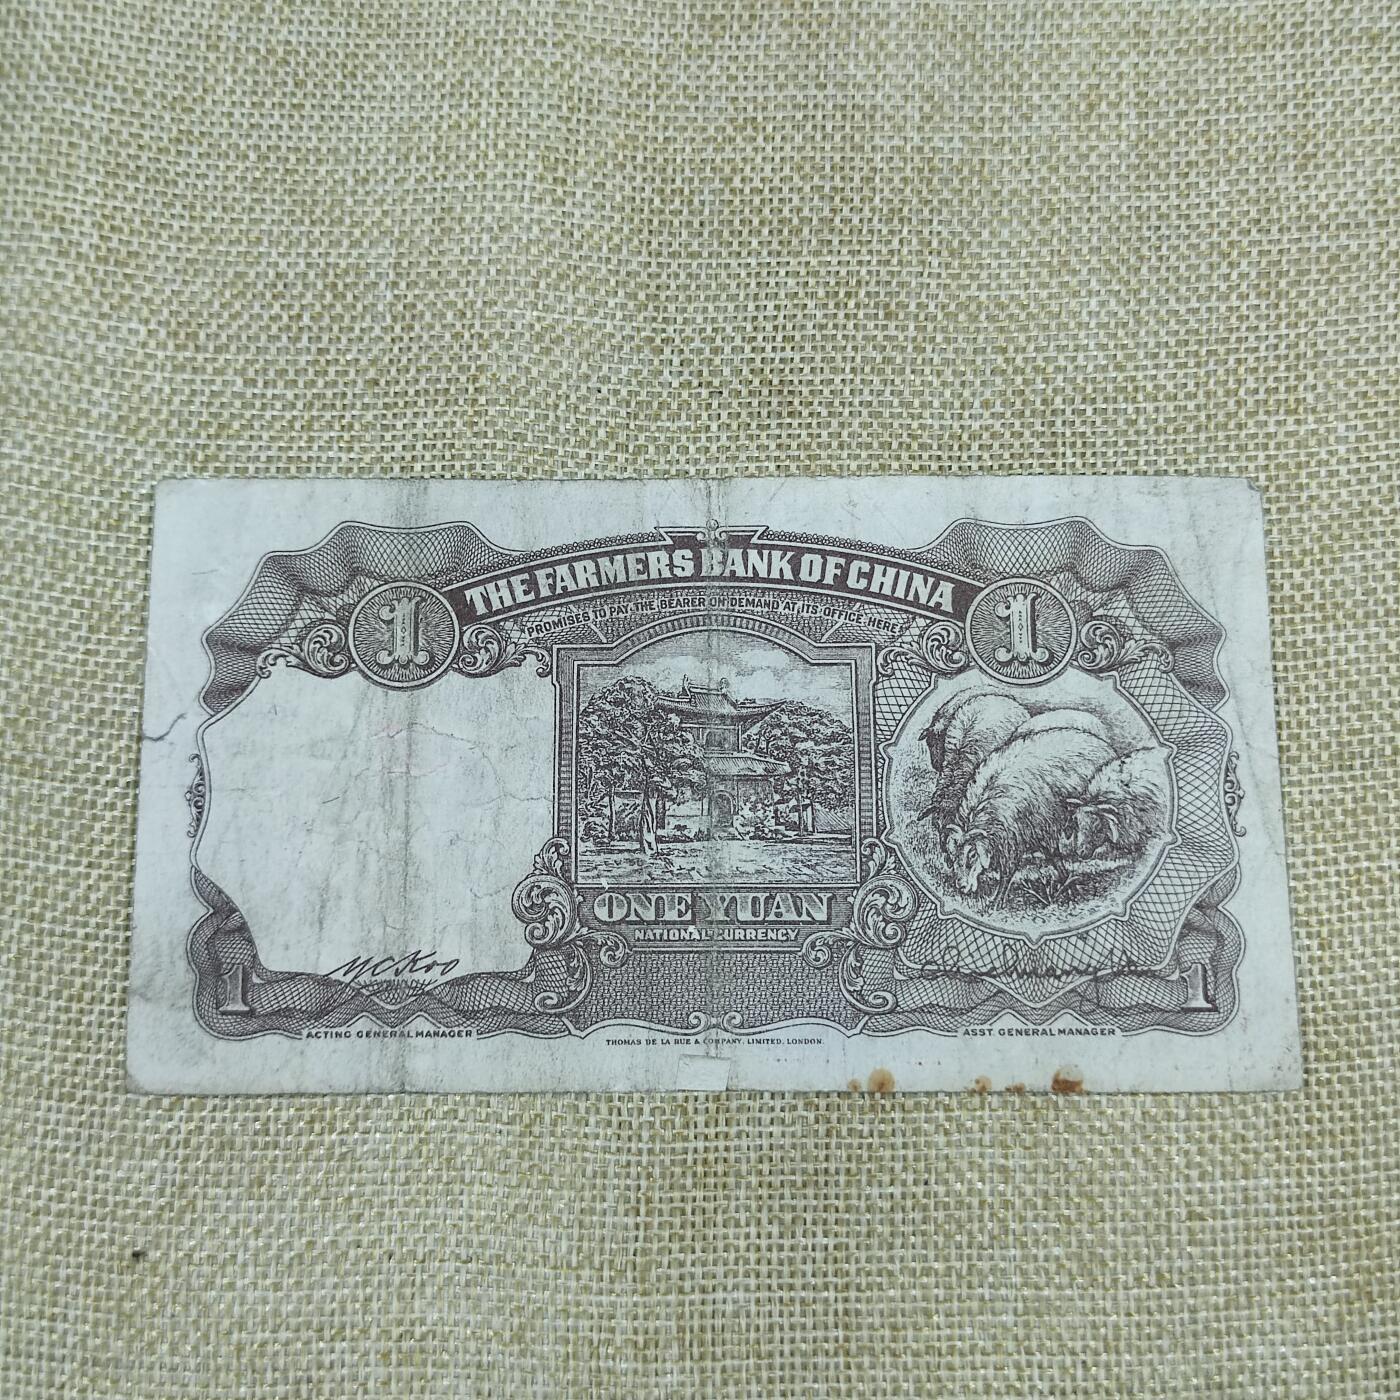 THE FARMERS BANK OF CHINA
PROMISES TO PAY THE BEARER ON DEMAND AT ITS OFFICE HERE
1
1
ONE YUAN
NATIONAL CURRENCY
Y C Koo
1
1
ACTING GENERAL MANAGER
ASST GENERAL MANAGER
THOMAS DE LA RUE & COMPANY, LIMITED, LONDON.